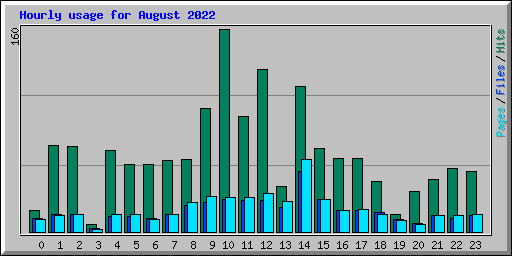 Hourly usage for August 2022
160
Pages/Files/Hits
0 1 2 3 4 5 6 7 8 9 10 11 12 13 14 15 16 17 18 19 20 21 22 23